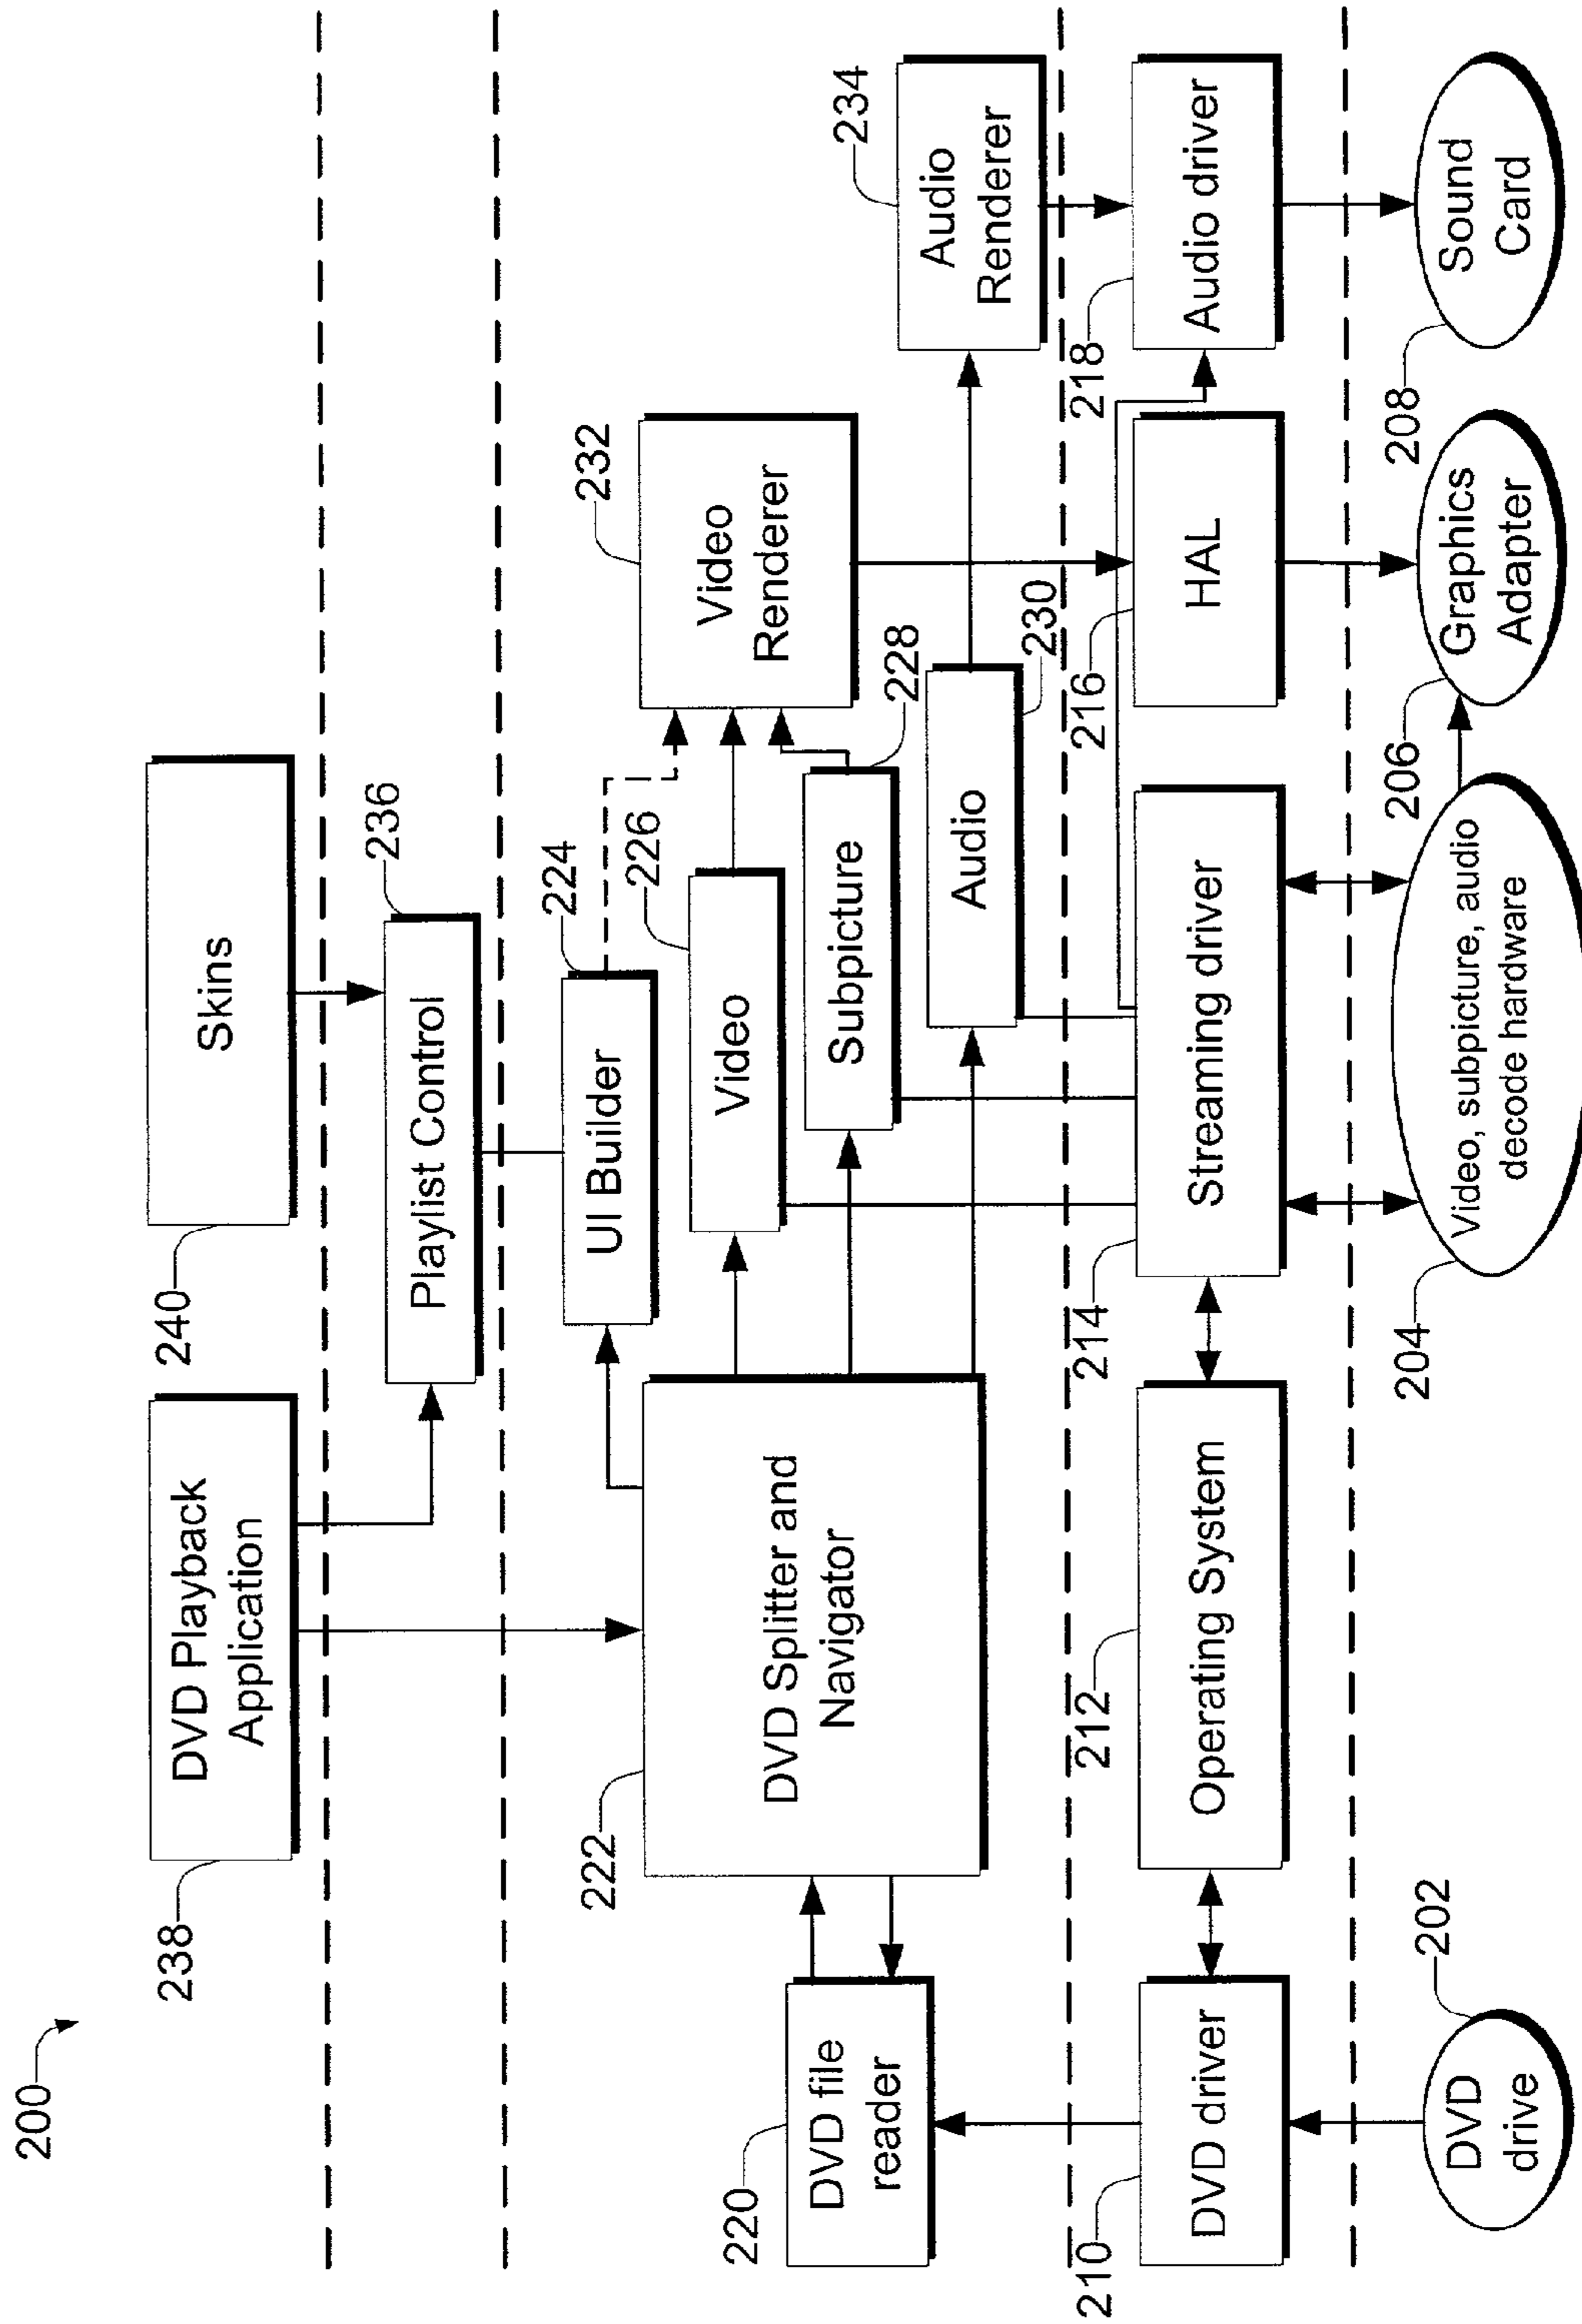 200
238
DVD Playback
Application
240
Skins
Playlist Control
236
222
DVD Splitter and
Navigator
UI Builder
224
Video
226
Subpicture
228
Audio
230
Video
Renderer
232
Audio
Renderer
234
220
DVD file
reader
210
DVD driver
212
Operating System
214
Streaming driver
216
HAL
218
Audio driver
DVD
drive
202
204
Video, subpicture, audio
decode hardware
206
Graphics
Adapter
208
Sound
Card